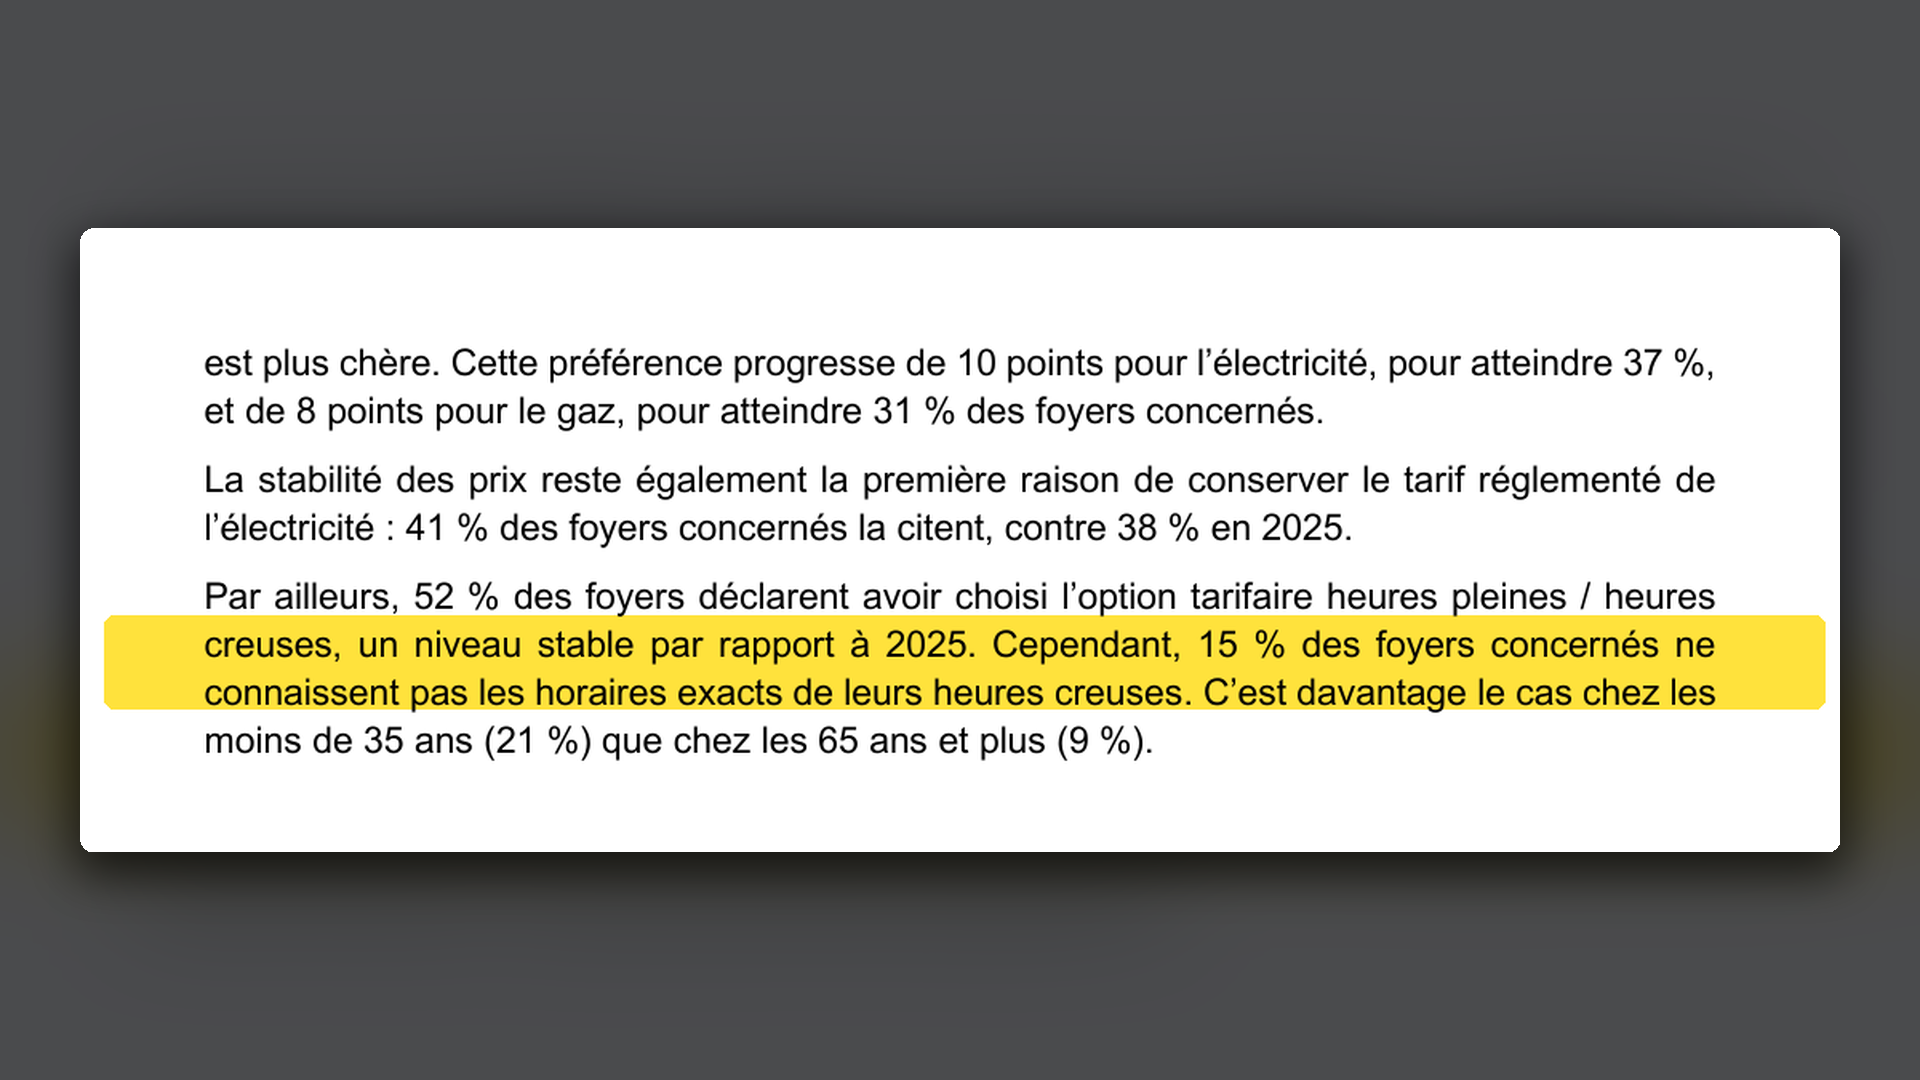 est plus chère. Cette préférence progresse de 10 points pour l’électricité, pour atteindre 37 %,
et de 8 points pour le gaz, pour atteindre 31 % des foyers concernés.
La stabilité des prix reste également la première raison de conserver le tarif réglementé de
l’électricité : 41 % des foyers concernés la citent, contre 38 % en 2025.
Par ailleurs, 52 % des foyers déclarent avoir choisi l’option tarifaire heures pleines / heures
creuses, un niveau stable par rapport à 2025. Cependant, 15 % des foyers concernés ne
connaissent pas les horaires exacts de leurs heures creuses. C’est davantage le cas chez les
moins de 35 ans (21 %) que chez les 65 ans et plus (9 %).